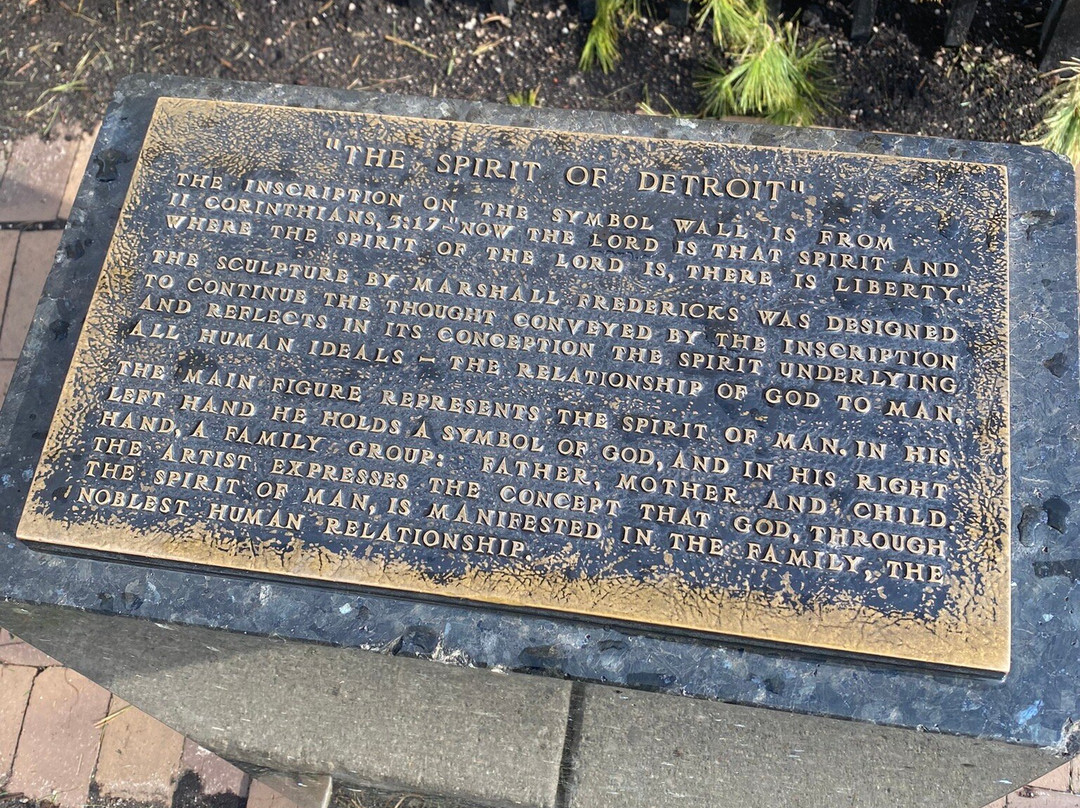 "THE SPIRIT OF DETROIT"
THE INSCRIPTION ON THE SYMBOL WALL IS FROM
II CORINTHIANS, 3:17-"NOW THE LORD IS THAT SPIRIT AND
WHERE THE SPIRIT OF THE LORD IS, THERE IS LIBERTY."
THE SCULPTURE BY MARSHALL FREDERICKS WAS DESIGNED
TO CONTINUE THE THOUGHT CONVEYED BY THE INSCRIPTION
AND REFLECTS IN ITS CONCEPTION THE SPIRIT UNDERLYING
ALL HUMAN IDEALS - THE RELATIONSHIP OF GOD TO MAN.
THE MAIN FIGURE REPRESENTS THE SPIRIT OF MAN. IN HIS
LEFT HAND HE HOLDS A SYMBOL OF GOD, AND IN HIS RIGHT
HAND, A FAMILY GROUP: FATHER, MOTHER AND CHILD.
THE ARTIST EXPRESSES THE CONCEPT THAT GOD, THROUGH
THE SPIRIT OF MAN, IS MANIFESTED IN THE FAMILY, THE
NOBLEST HUMAN RELATIONSHIP.